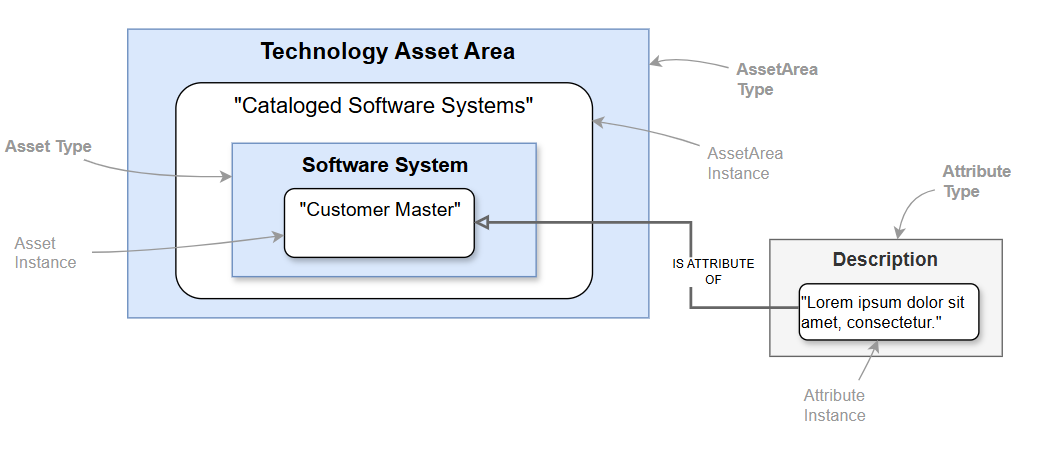 Technology Asset Area
AssetArea
Type
"Cataloged Software Systems"
Asset Type
Software System
AssetArea
Instance
Attribute
Type
"Customer Master"
Asset
Instance
Description
IS ATTRIBUTE
OF
"Lorem ipsum dolor sit
amet, consectetur."
Attribute
Instance